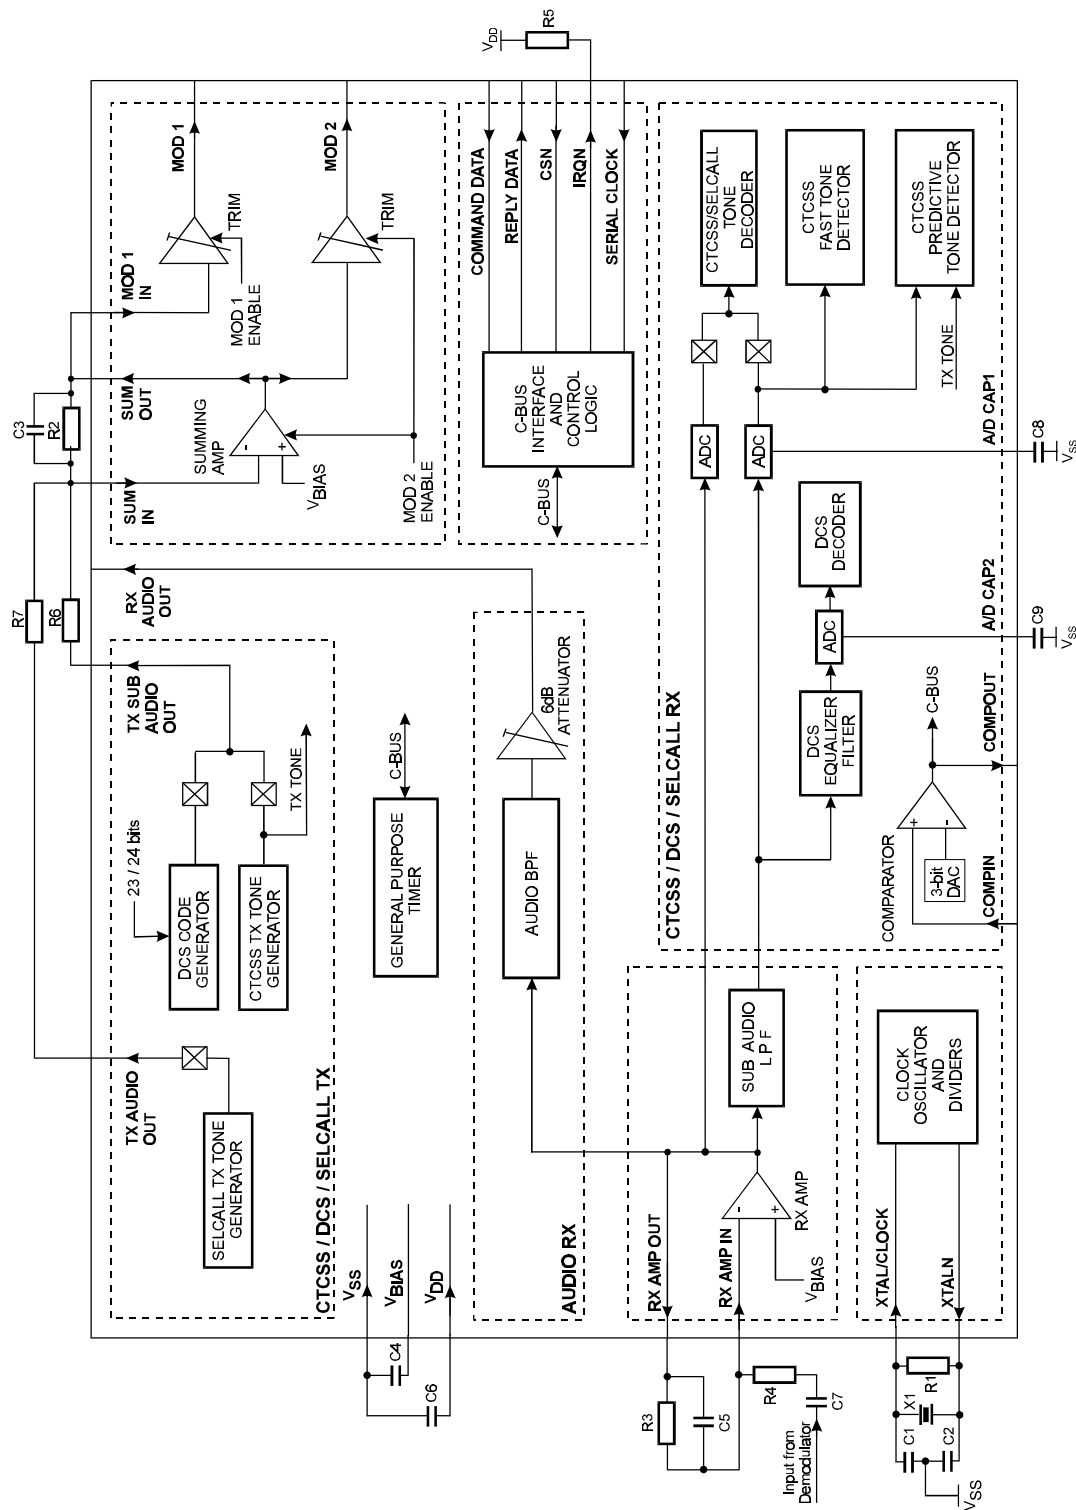 VDD
R5
C3
R2
MOD 1
MOD 2
TRIM
TRIM
MOD 1
IN
MOD 1
ENABLE
SUM
OUT
SUMMING
AMP
-
+
VBIAS
MOD 2
ENABLE
SUM
IN
COMMAND DATA
REPLY DATA
CSN
IRQN
SERIAL CLOCK
C-BUS
INTERFACE
AND
CONTROL
LOGIC
C-BUS
CTCSS/SELCALL
TONE
DECODER
CTCSS
FAST TONE
DETECTOR
CTCSS
PREDICTIVE
TONE DETECTOR
TX TONE
ADC
ADC
A/D CAP1
C8
VSS
DCS
DECODER
ADC
A/D CAP2
C9
VSS
DCS
EQUALIZER
FILTER
C-BUS
COMPOUT
COMPARATOR
+
-
3-bit
DAC
COMPIN
CTCSS / DCS / SELCALL RX
R7
R6
RX
AUDIO
OUT
TX SUB
AUDIO
OUT
23 / 24 bits
DCS CODE
GENERATOR
CTCSS TX TONE
GENERATOR
TX TONE
TX AUDIO
OUT
SELCALL TX TONE
GENERATOR
CTCSS / DCS / SELCALL TX
C-BUS
GENERAL PURPOSE
TIMER
6dB
ATTENUATOR
AUDIO BPF
AUDIO RX
VSS
VBIAS
VDD
C4
C6
SUB AUDIO
L P F
RX AMP OUT
RX AMP IN
-
+
RX AMP
VBIAS
R3
C5
R4
C7
Input from
Demodulator
CLOCK
OSCILLATOR
AND
DIVIDERS
XTAL/CLOCK
XTALN
R1
X1
C1
C2
VSS